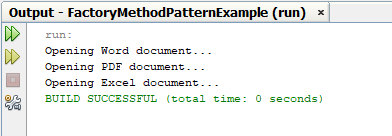 Output - FactoryMethodPatternExample (run) ×
run:
Opening Word document...
Opening PDF document...
Opening Excel document...
BUILD SUCCESSFUL (total time: 0 seconds)